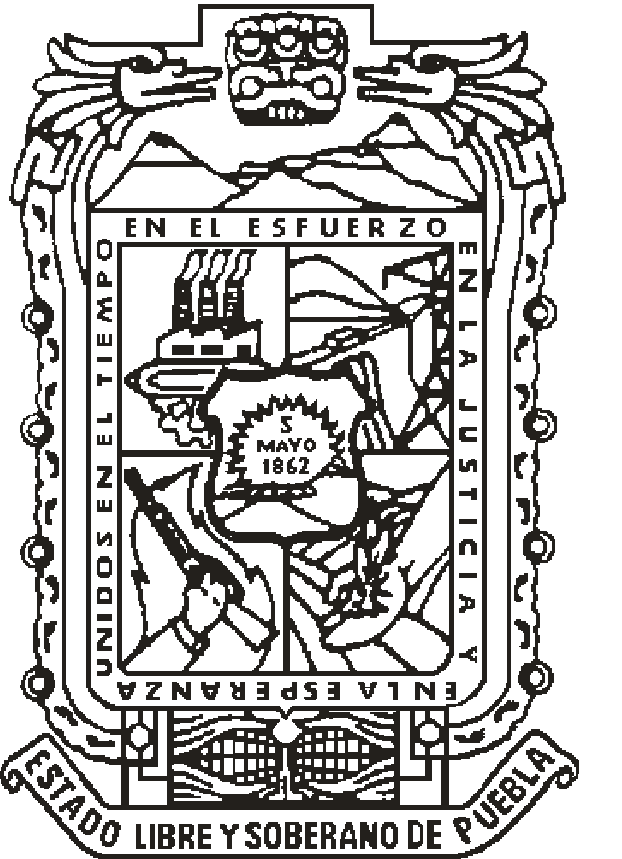 UNIDOS EN EL TIEMPO
EN EL ESFUERZO
EN LA JUSTICIA Y
EN LA ESPERANZA
5
MAYO
1862
ESTADO LIBRE Y SOBERANO DE PUEBLA